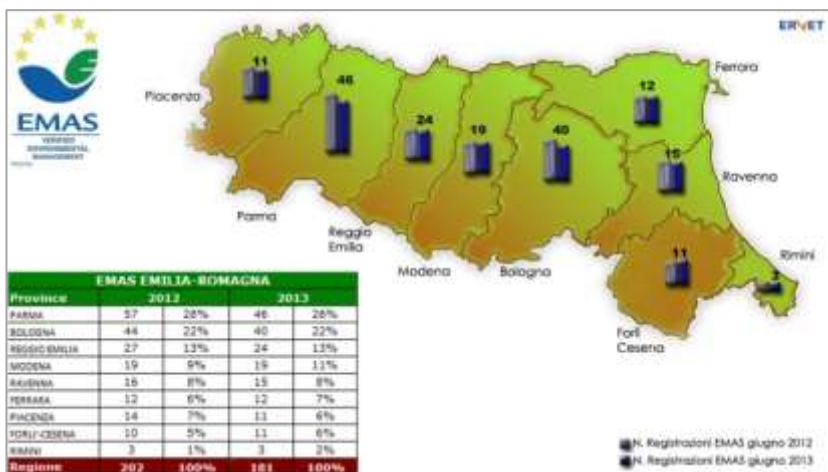 ERVET
EMAS
VERIFIED
ENVIRONMENTAL
MANAGEMENT
Piacenza
11
46
24
19
40
12
15
11
3
Ferrara
Ravenna
Rimini
Parma
Reggio
Emilia
Modena
Bologna
Forlì
Cesena
EMAS EMILIA-ROMAGNA
Province 2012 2013
PARMA 57 28% 46 26%
BOLOGNA 44 22% 40 22%
REGGIO EMILIA 27 13% 24 13%
MODENA 19 9% 19 11%
RAVENNA 16 8% 15 8%
FERRARA 12 6% 12 7%
PIACENZA 14 7% 11 6%
FORLI'-CESENA 10 5% 11 6%
RIMINI 3 1% 3 2%
Regione 202 100% 181 100%
N. Registrazioni EMAS giugno 2012
N. Registrazioni EMAS giugno 2013